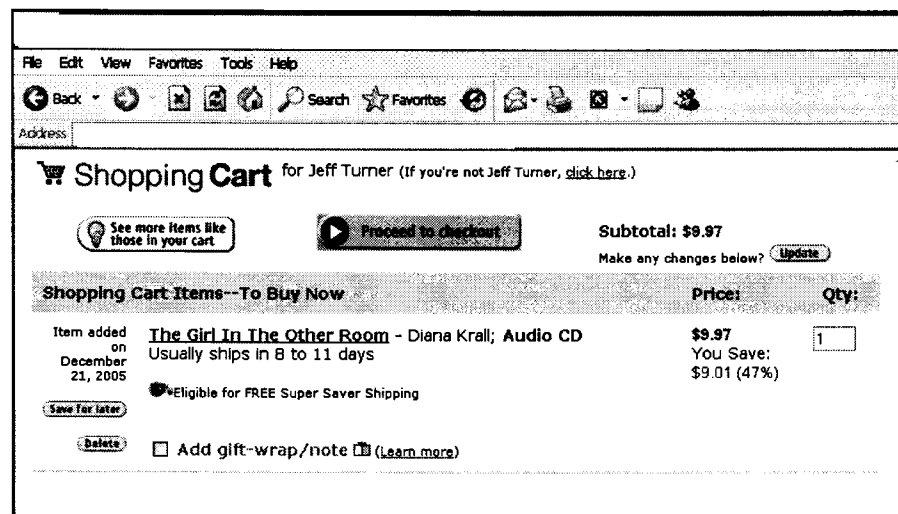 File Edit View Favorites Tools Help
Back Search Favorites
Address
Shopping Cart for Jeff Turner (If you're not Jeff Turner, click here.)
See more items like
those in your cart
Proceed to checkout
Subtotal: $9.97
Make any changes below? Update
Shopping Cart Items--To Buy Now Price: Qty:
Item added
on
December
21, 2005
The Girl In The Other Room - Diana Krall; Audio CD
Usually ships in 8 to 11 days
Eligible for FREE Super Saver Shipping
$9.97
You Save:
$9.01 (47%)
1
Save for later
Delete
Add gift-wrap/note (Learn more)